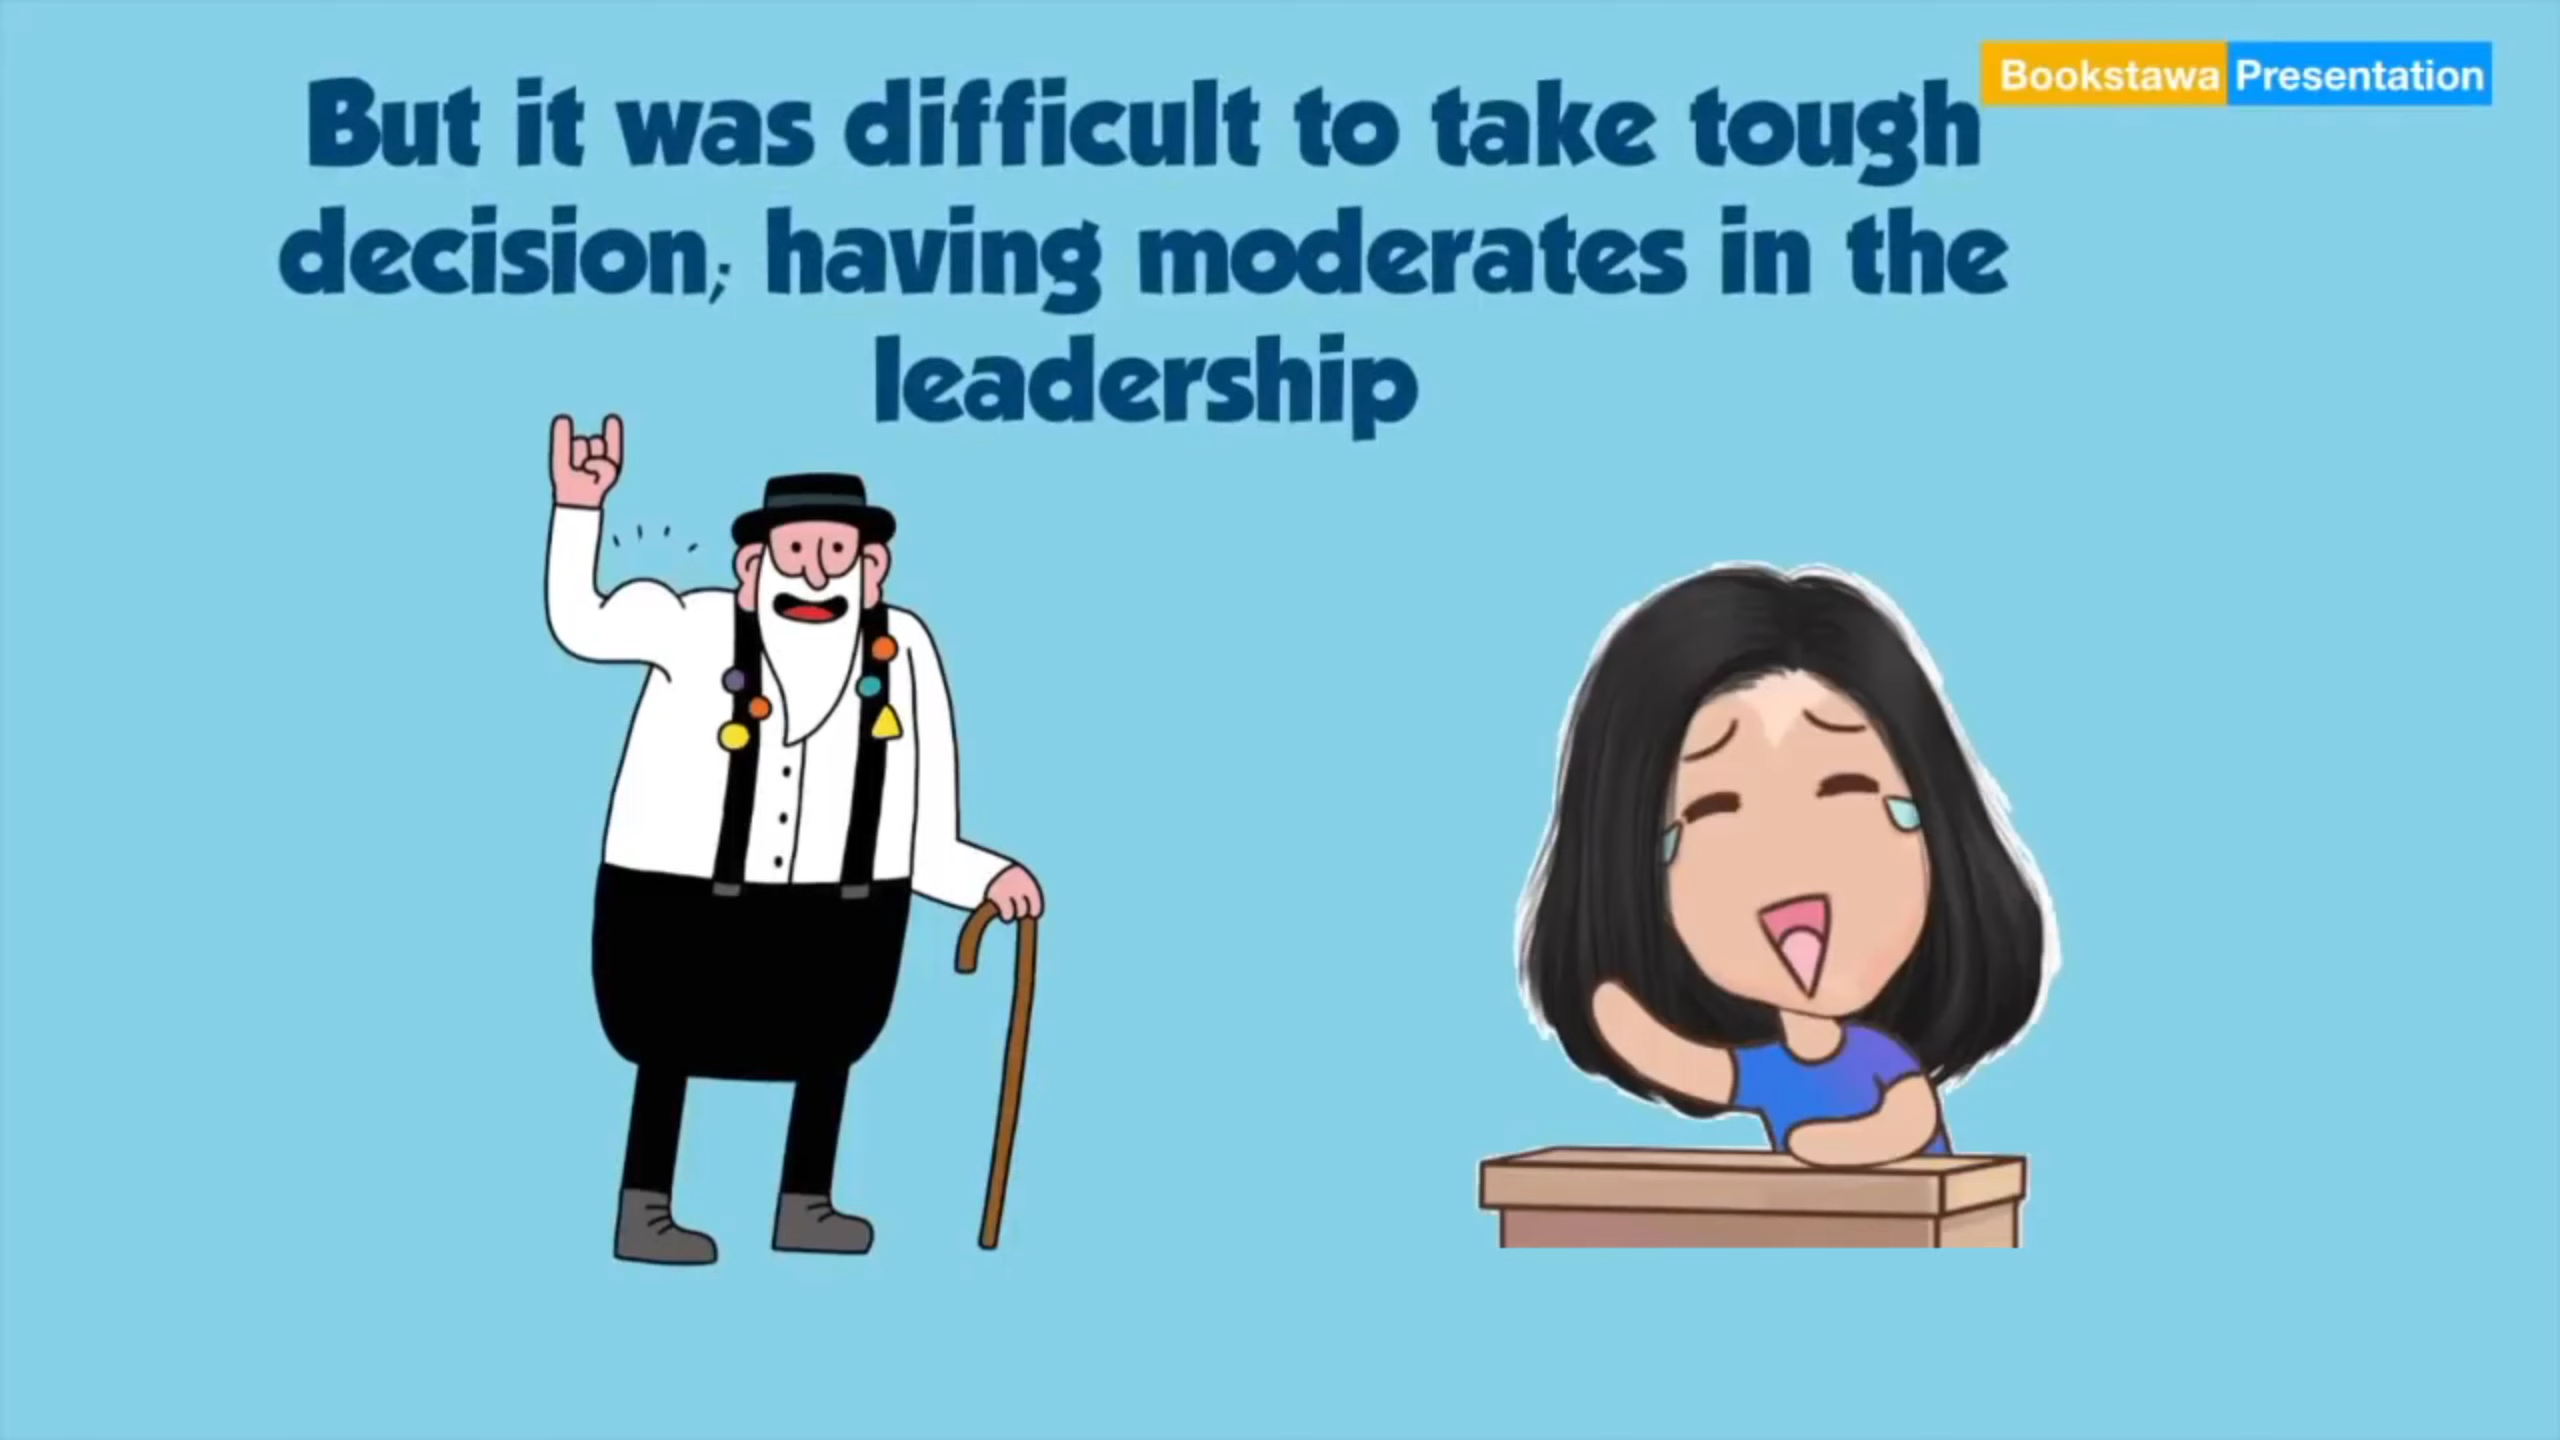 Bookstawa Presentation
But it was difficult to take tough
decision; having moderates in the
leadership